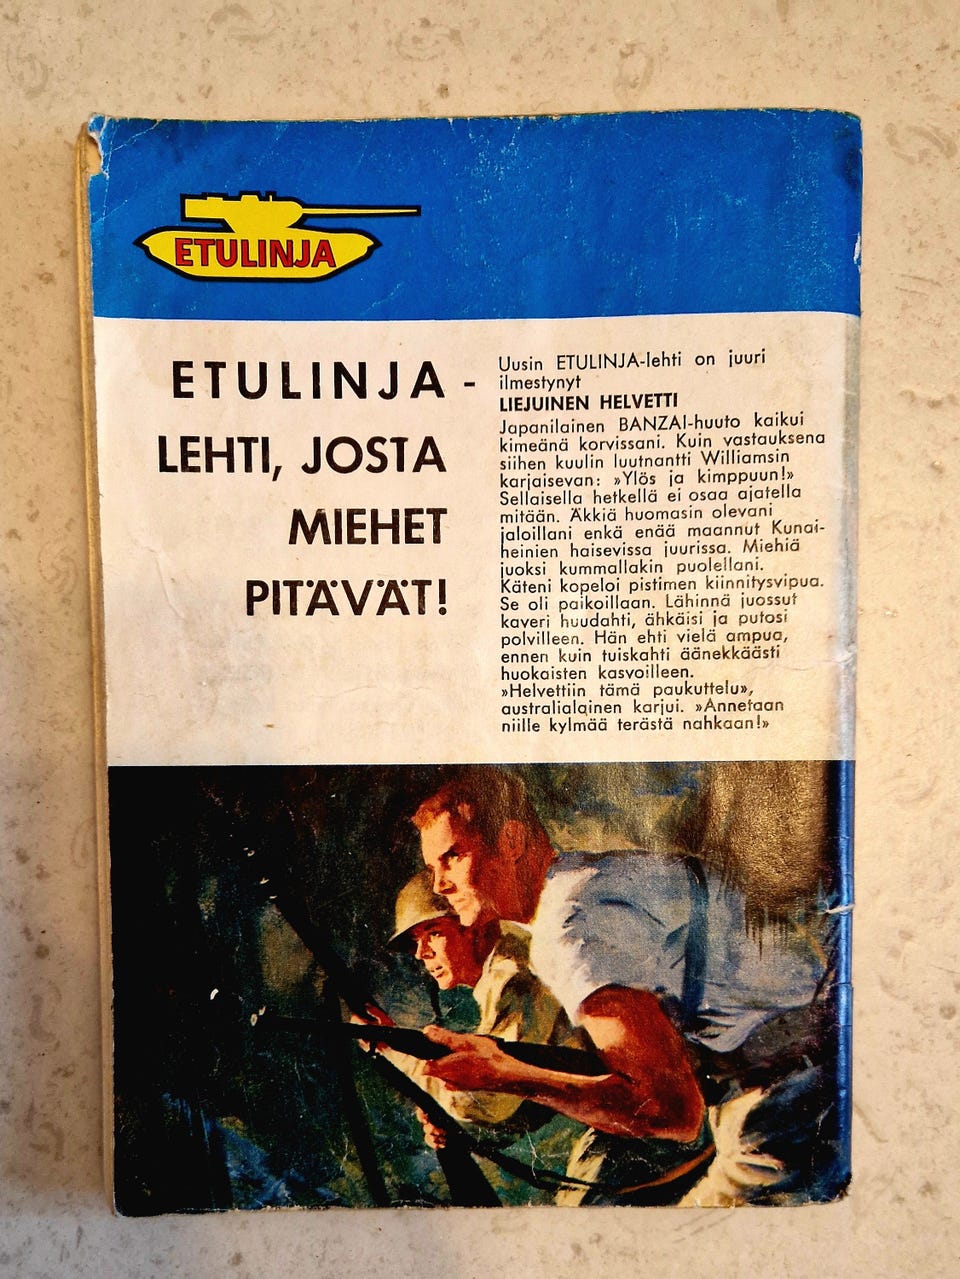 ETULINJA
ETULINJA -
LEHTI, JOSTA
MIEHET
PITÄVÄT!
Uusin ETULINJA-lehti on juuri
ilmestynyt
LIEJUINEN HELVETTI
Japanilainen BANZAI-huuto kaikui
kimeänä korvissani. Kuin vastauksena
siihen kuulin luutnantti Williamsin
karjaisevan: »Ylös ja kimppuun!»
Sellaisella hetkellä ei osaa ajatella
mitään. Äkkiä huomasin olevani
jaloillani enkä enää maannut Kunai-
heinien haisevissa juurissa. Miehiä
juoksi kummallakin puolellani.
Käteni kopeloi pistimen kiinnitysvipua.
Se oli paikoillaan. Lähinnä juossut
kaveri huudahti, ähkäisi ja putosi
polvilleen. Hän ehti vielä ampua,
ennen kuin tuiskahti äänekkäästi
huokaisten kasvoilleen.
»Helvettiin tämä paukuttelu»,
australialainen karjui. »Annetaan
niille kylmää terästä nahkaan!»